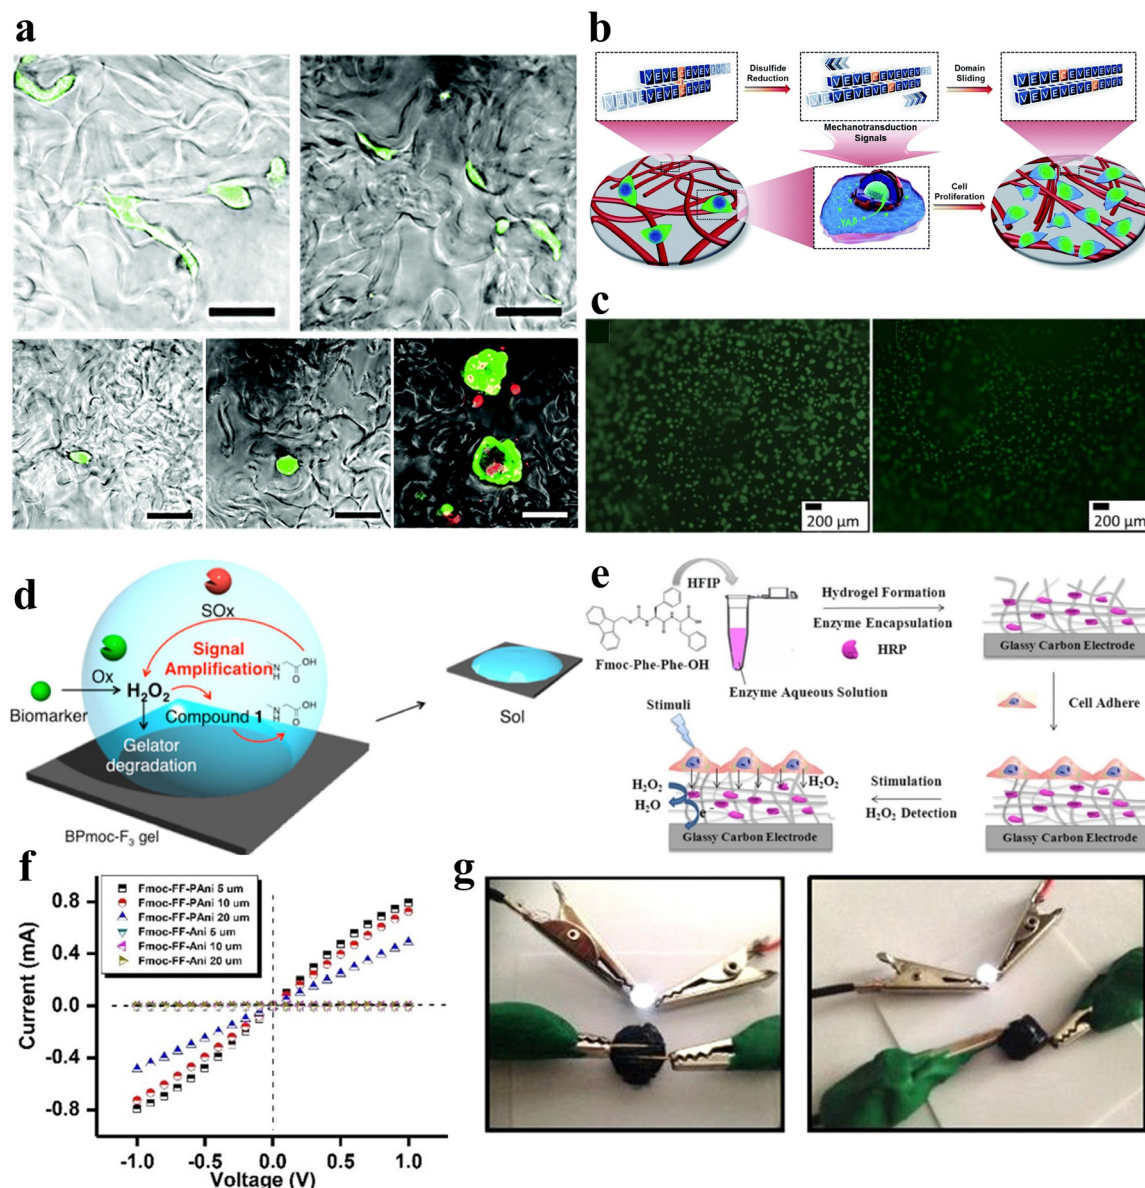 a
b
Disulfide
Reduction
Domain
Sliding
Mechanotransduction
Signals
YAP
Cell
Proliferation
c
200 µm
200 µm
d
SOx
Signal
Amplification
OH
N
H
O
Ox
H₂O₂
Biomarker
Compound 1
N
H
O
OH
Gelator
degradation
BPmoc-F₃ gel
Sol
e
HFIP
Fmoc-Phe-Phe-OH
Enzyme Aqueous Solution
Hydrogel Formation
Enzyme Encapsulation
HRP
Glassy Carbon Electrode
Cell Adhere
Stimuli
H₂O₂
H₂O
e⁻
H₂O₂
Glassy Carbon Electrode
Stimulation
H₂O₂ Detection
Glassy Carbon Electrode
f
Fmoc-FF-PAni 5 um
Fmoc-FF-PAni 10 um
Fmoc-FF-PAni 20 um
Fmoc-FF-Ani 5 um
Fmoc-FF-Ani 10 um
Fmoc-FF-Ani 20 um
Current (mA)
0.8
0.4
0.0
-0.4
-0.8
-1.0 -0.5 0.0 0.5 1.0
Voltage (V)
g